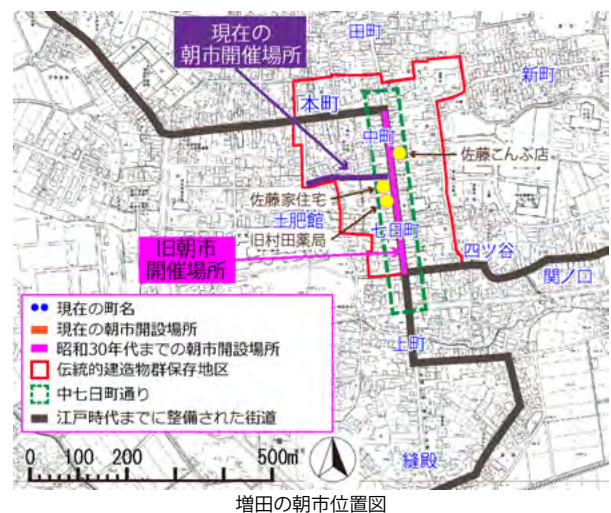 現在の
朝市開催場所
田町
新町
本町
中町
佐藤こんぶ店
佐藤家住宅
土肥館
旧村田薬局
七日町
旧朝市
開催場所
四ツ谷
関ノ口
上町
縫殿
現在の町名
現在の朝市開設場所
昭和30年代までの朝市開設場所
伝統的建造物群保存地区
中七日町通り
江戸時代までに整備された街道
0 100 200 500m
増田の朝市位置図